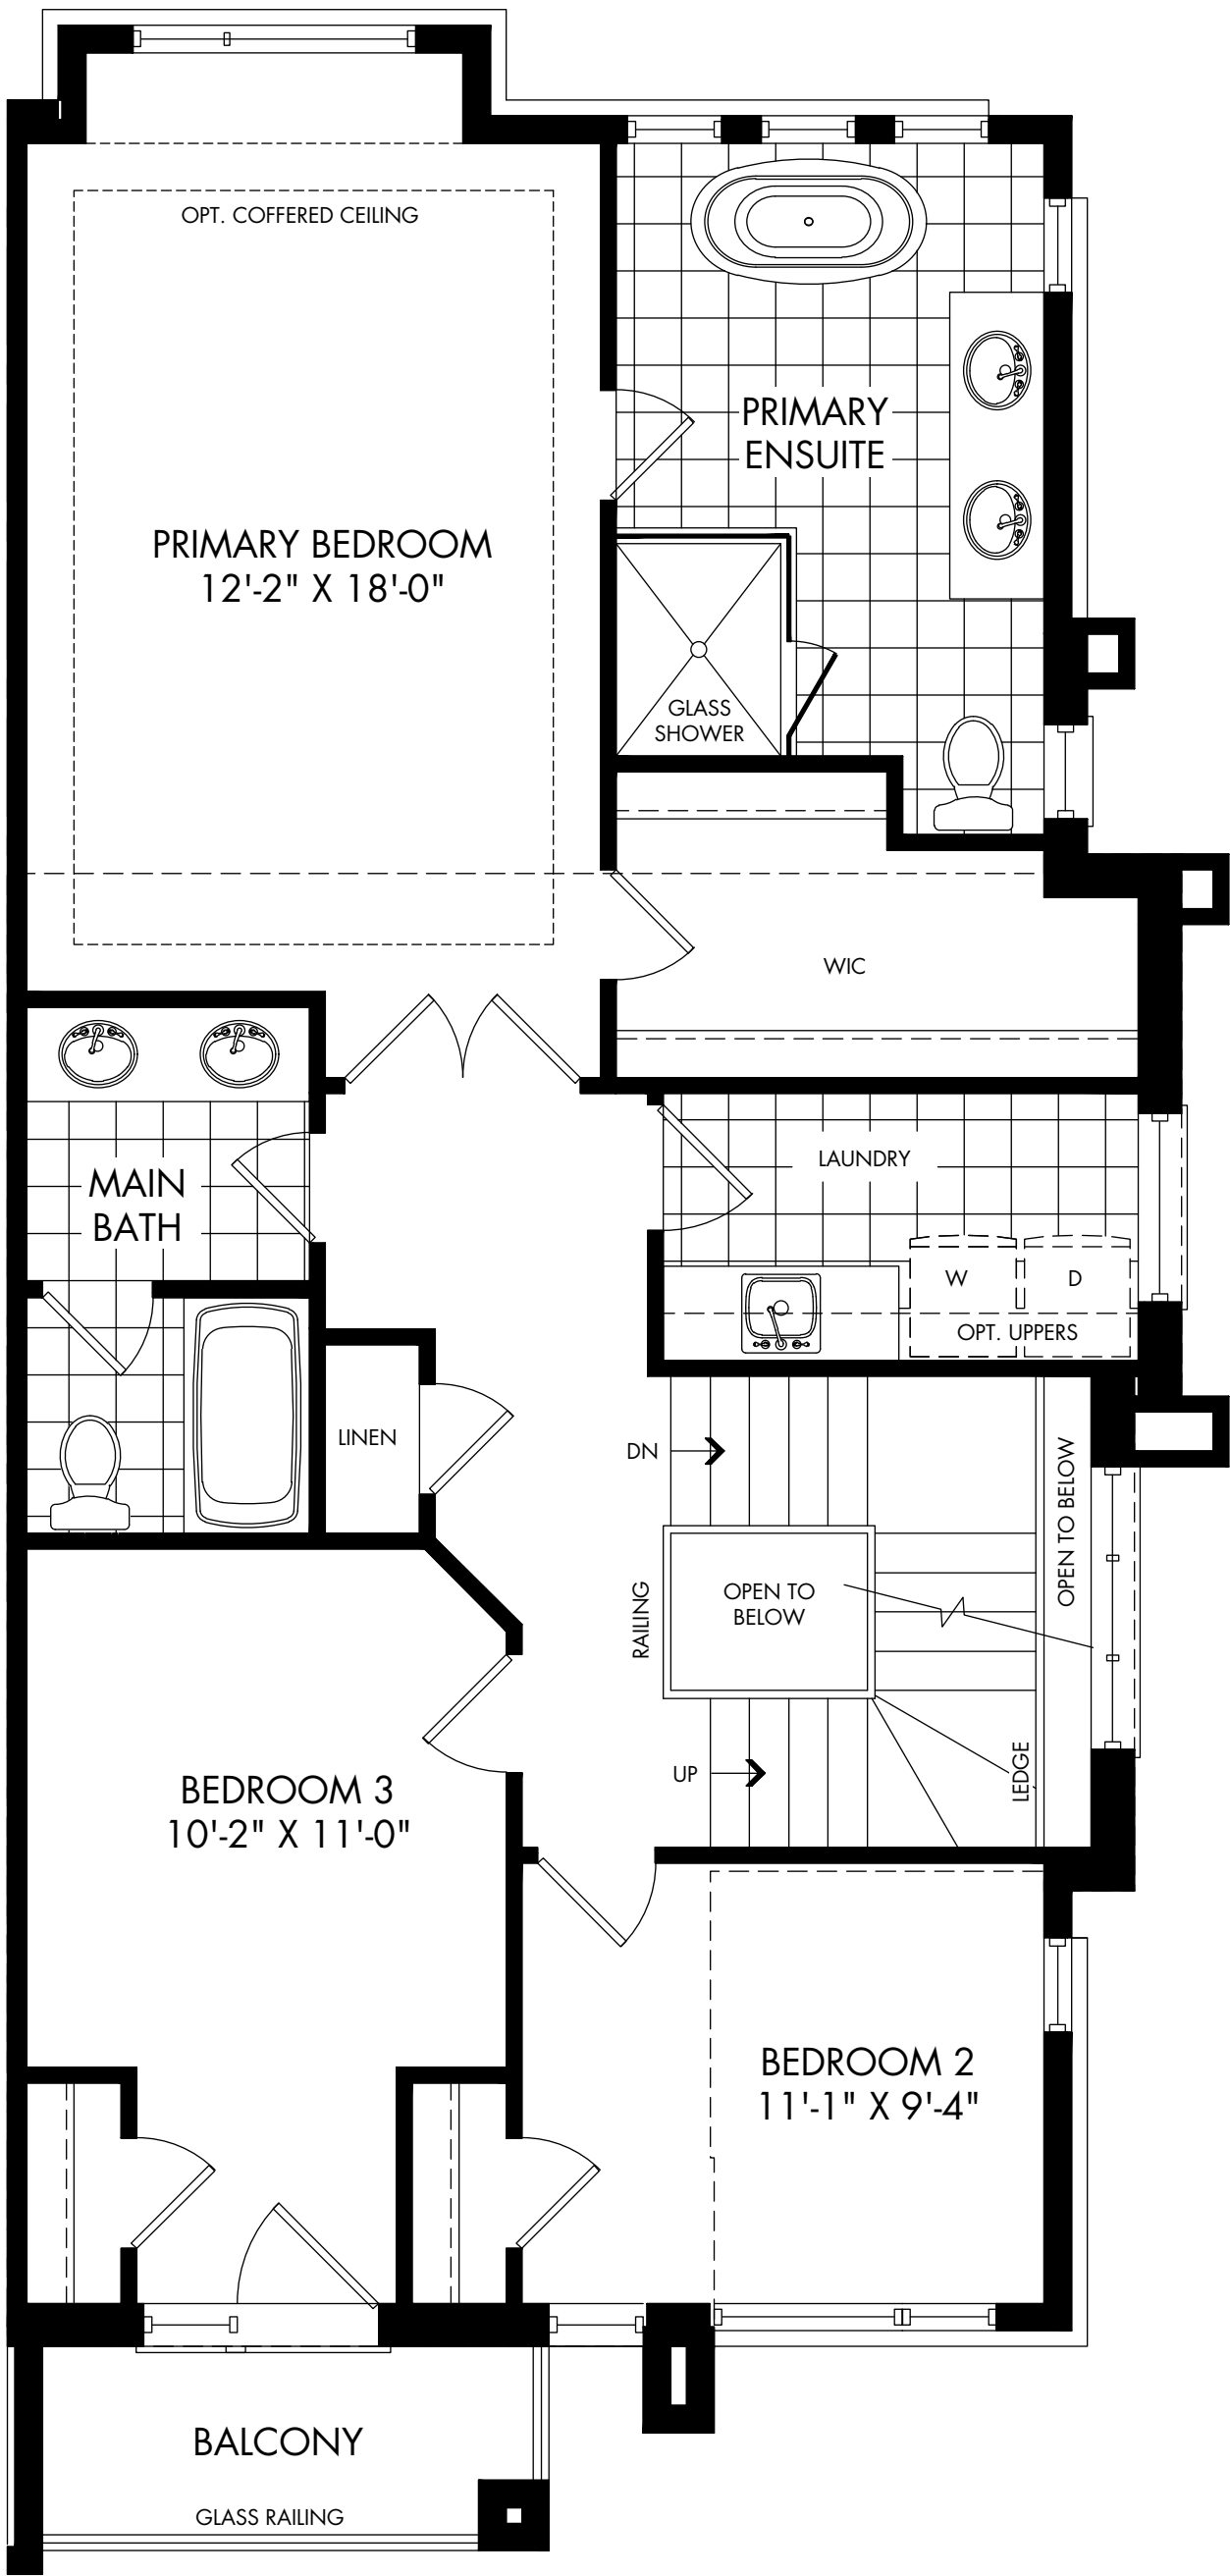 OPT. COFFERED CEILING
PRIMARY
ENSUITE
PRIMARY BEDROOM
12'-2" X 18'-0"
GLASS
SHOWER
WIC
LAUNDRY
MAIN
BATH
W
D
OPT. UPPERS
LINEN
DN
OPEN TO BELOW
RAILING
OPEN TO
BELOW
UP
LEDGE
BEDROOM 3
10'-2" X 11'-0"
BEDROOM 2
11'-1" X 9'-4"
BALCONY
GLASS RAILING